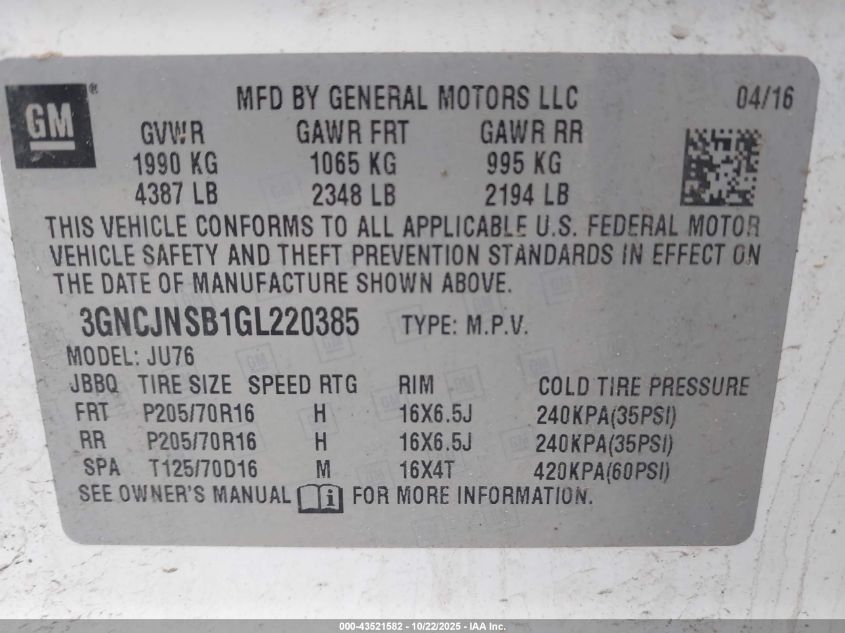 GM®
MFD BY GENERAL MOTORS LLC 04/16
GVWR GAWR FRT GAWR RR
1990 KG 1065 KG 995 KG
4387 LB 2348 LB 2194 LB
THIS VEHICLE CONFORMS TO ALL APPLICABLE U.S. FEDERAL MOTOR
VEHICLE SAFETY AND THEFT PREVENTION STANDARDS IN EFFECT ON
THE DATE OF MANUFACTURE SHOWN ABOVE.
3GNCJNSB1GL220385 TYPE: M.P.V.
MODEL: JU76
JBBQ TIRE SIZE SPEED RTG RIM COLD TIRE PRESSURE
FRT P205/70R16 H 16X6.5J 240KPA(35PSI)
RR P205/70R16 H 16X6.5J 240KPA(35PSI)
SPA T125/70D16 M 16X4T 420KPA(60PSI)
SEE OWNER'S MANUAL i FOR MORE INFORMATION.
000-43521582 - 10/22/2025 - IAA Inc.